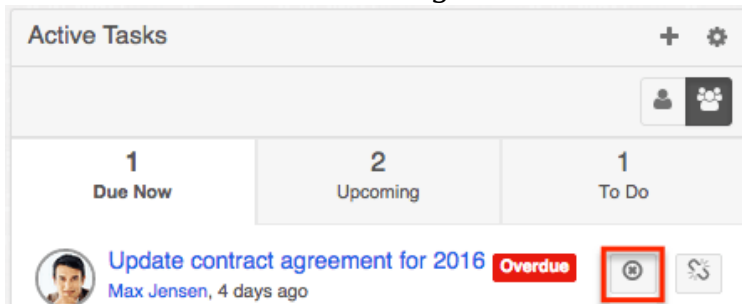 Active Tasks
1
Due Now
2
Upcoming
1
To Do
Update contract agreement for 2016 Overdue
Max Jensen, 4 days ago